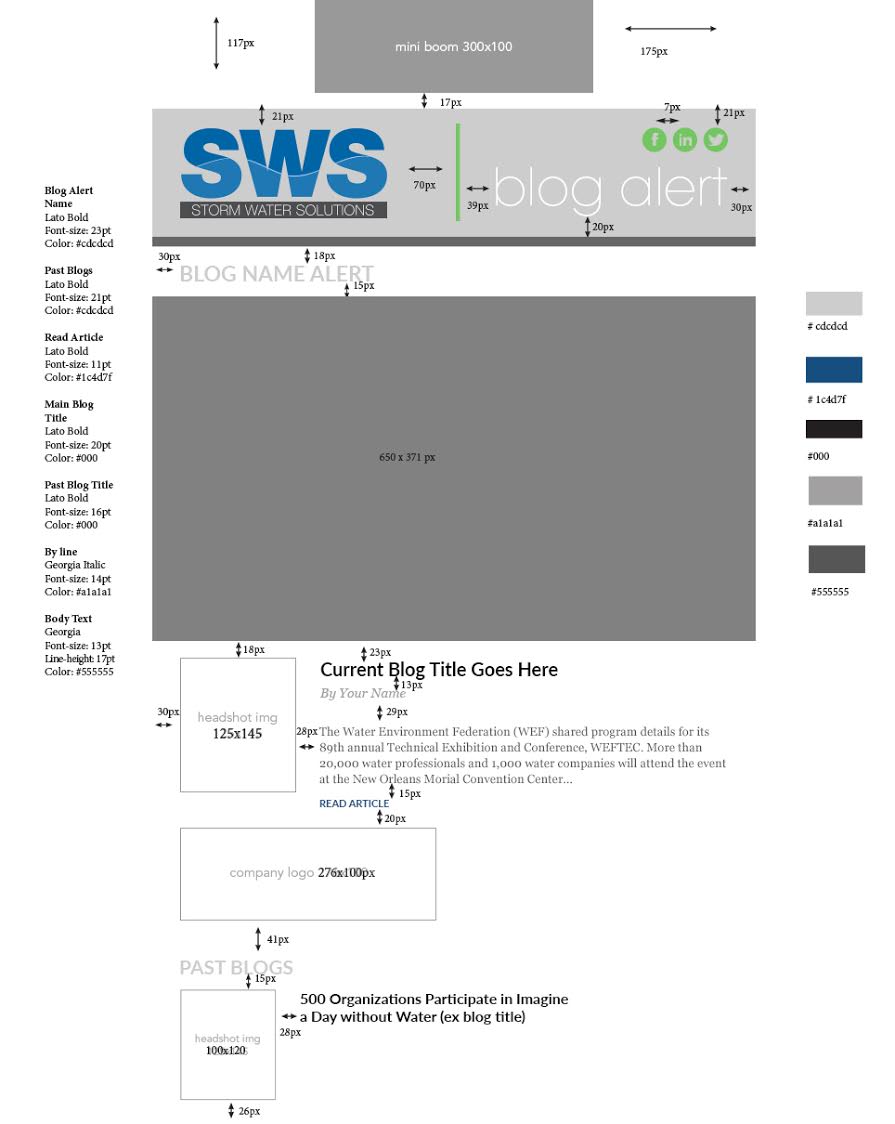 mini boom 300x100
117px
175px
17px
21px
7px
21px
SWS
STORM WATER SOLUTIONS
70px
39px
blog alert
30px
20px
Blog Alert
Name
Lato Bold
Font-size: 23pt
Color: #cdcdcd
Past Blogs
Lato Bold
Font-size: 21pt
Color: #cdcdcd
Read Article
Lato Bold
Font-size: 11pt
Color: #1c4d7f
Main Blog
Title
Lato Bold
Font-size: 20pt
Color: #000
Past Blog Title
Lato Bold
Font-size: 16pt
Color: #000
By line
Georgia Italic
Font-size: 14pt
Color: #a1a1a1
Body Text
Georgia
Font-size: 13pt
Line-height: 17pt
Color: #555555
30px
18px
BLOG NAME ALERT
15px
650 x 371 px
# cdcdcd
# 1c4d7f
#000
#a1a1a1
#555555
18px
23px
Current Blog Title Goes Here
13px
By Your Name
30px
headshot img
125x145
29px
28px
The Water Environment Federation (WEF) shared program details for its
89th annual Technical Exhibition and Conference, WEFTEC. More than
20,000 water professionals and 1,000 water companies will attend the event
at the New Orleans Morial Convention Center...
15px
READ ARTICLE
20px
company logo 276x100px
41px
PAST BLOGS
15px
500 Organizations Participate in Imagine
a Day without Water (ex blog title)
28px
headshot img
100x120
26px